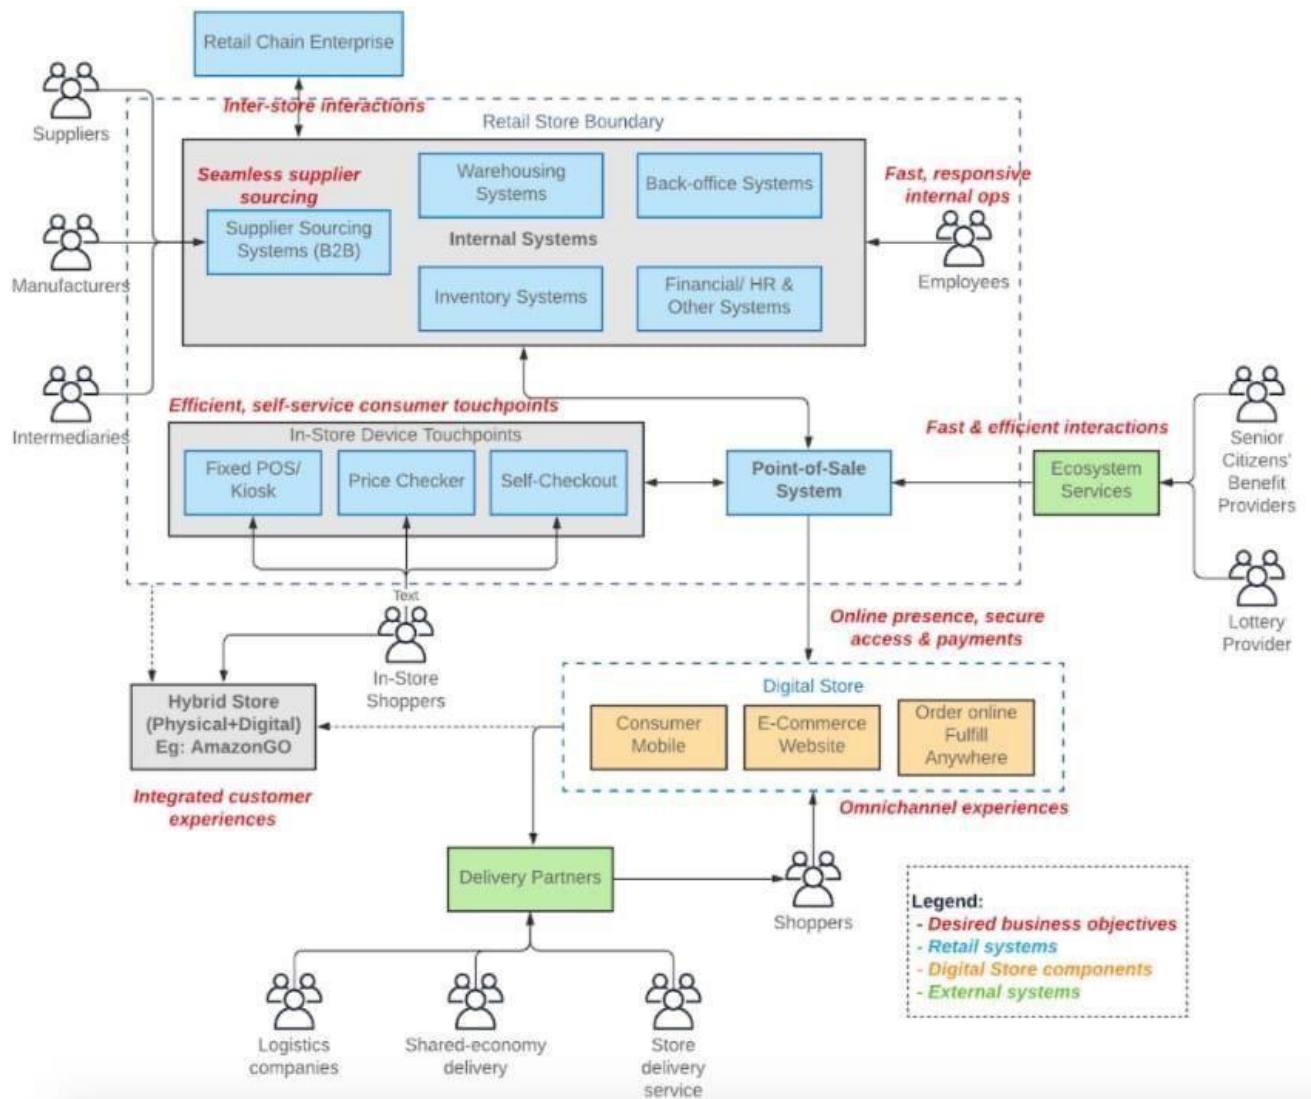 Retail Chain Enterprise
Suppliers
Inter-store interactions
Retail Store Boundary
Seamless supplier
sourcing
Supplier Sourcing
Systems (B2B)
Warehousing
Systems
Back-office Systems
Internal Systems
Inventory Systems
Financial/ HR &
Other Systems
Fast, responsive
internal ops
Employees
Manufacturers
Intermediaries
Efficient, self-service consumer touchpoints
In-Store Device Touchpoints
Fixed POS/
Kiosk
Price Checker
Self-Checkout
Point-of-Sale
System
Fast & efficient interactions
Ecosystem
Services
Senior
Citizens'
Benefit
Providers
Lottery
Provider
Text
In-Store
Shoppers
Online presence, secure
access & payments
Hybrid Store
(Physical+Digital)
Eg: AmazonGO
Integrated customer
experiences
Digital Store
Consumer
Mobile
E-Commerce
Website
Order online
Fulfill
Anywhere
Omnichannel experiences
Delivery Partners
Shoppers
Logistics
companies
Shared-economy
delivery
Store
delivery
service
Legend:
- Desired business objectives
- Retail systems
- Digital Store components
- External systems